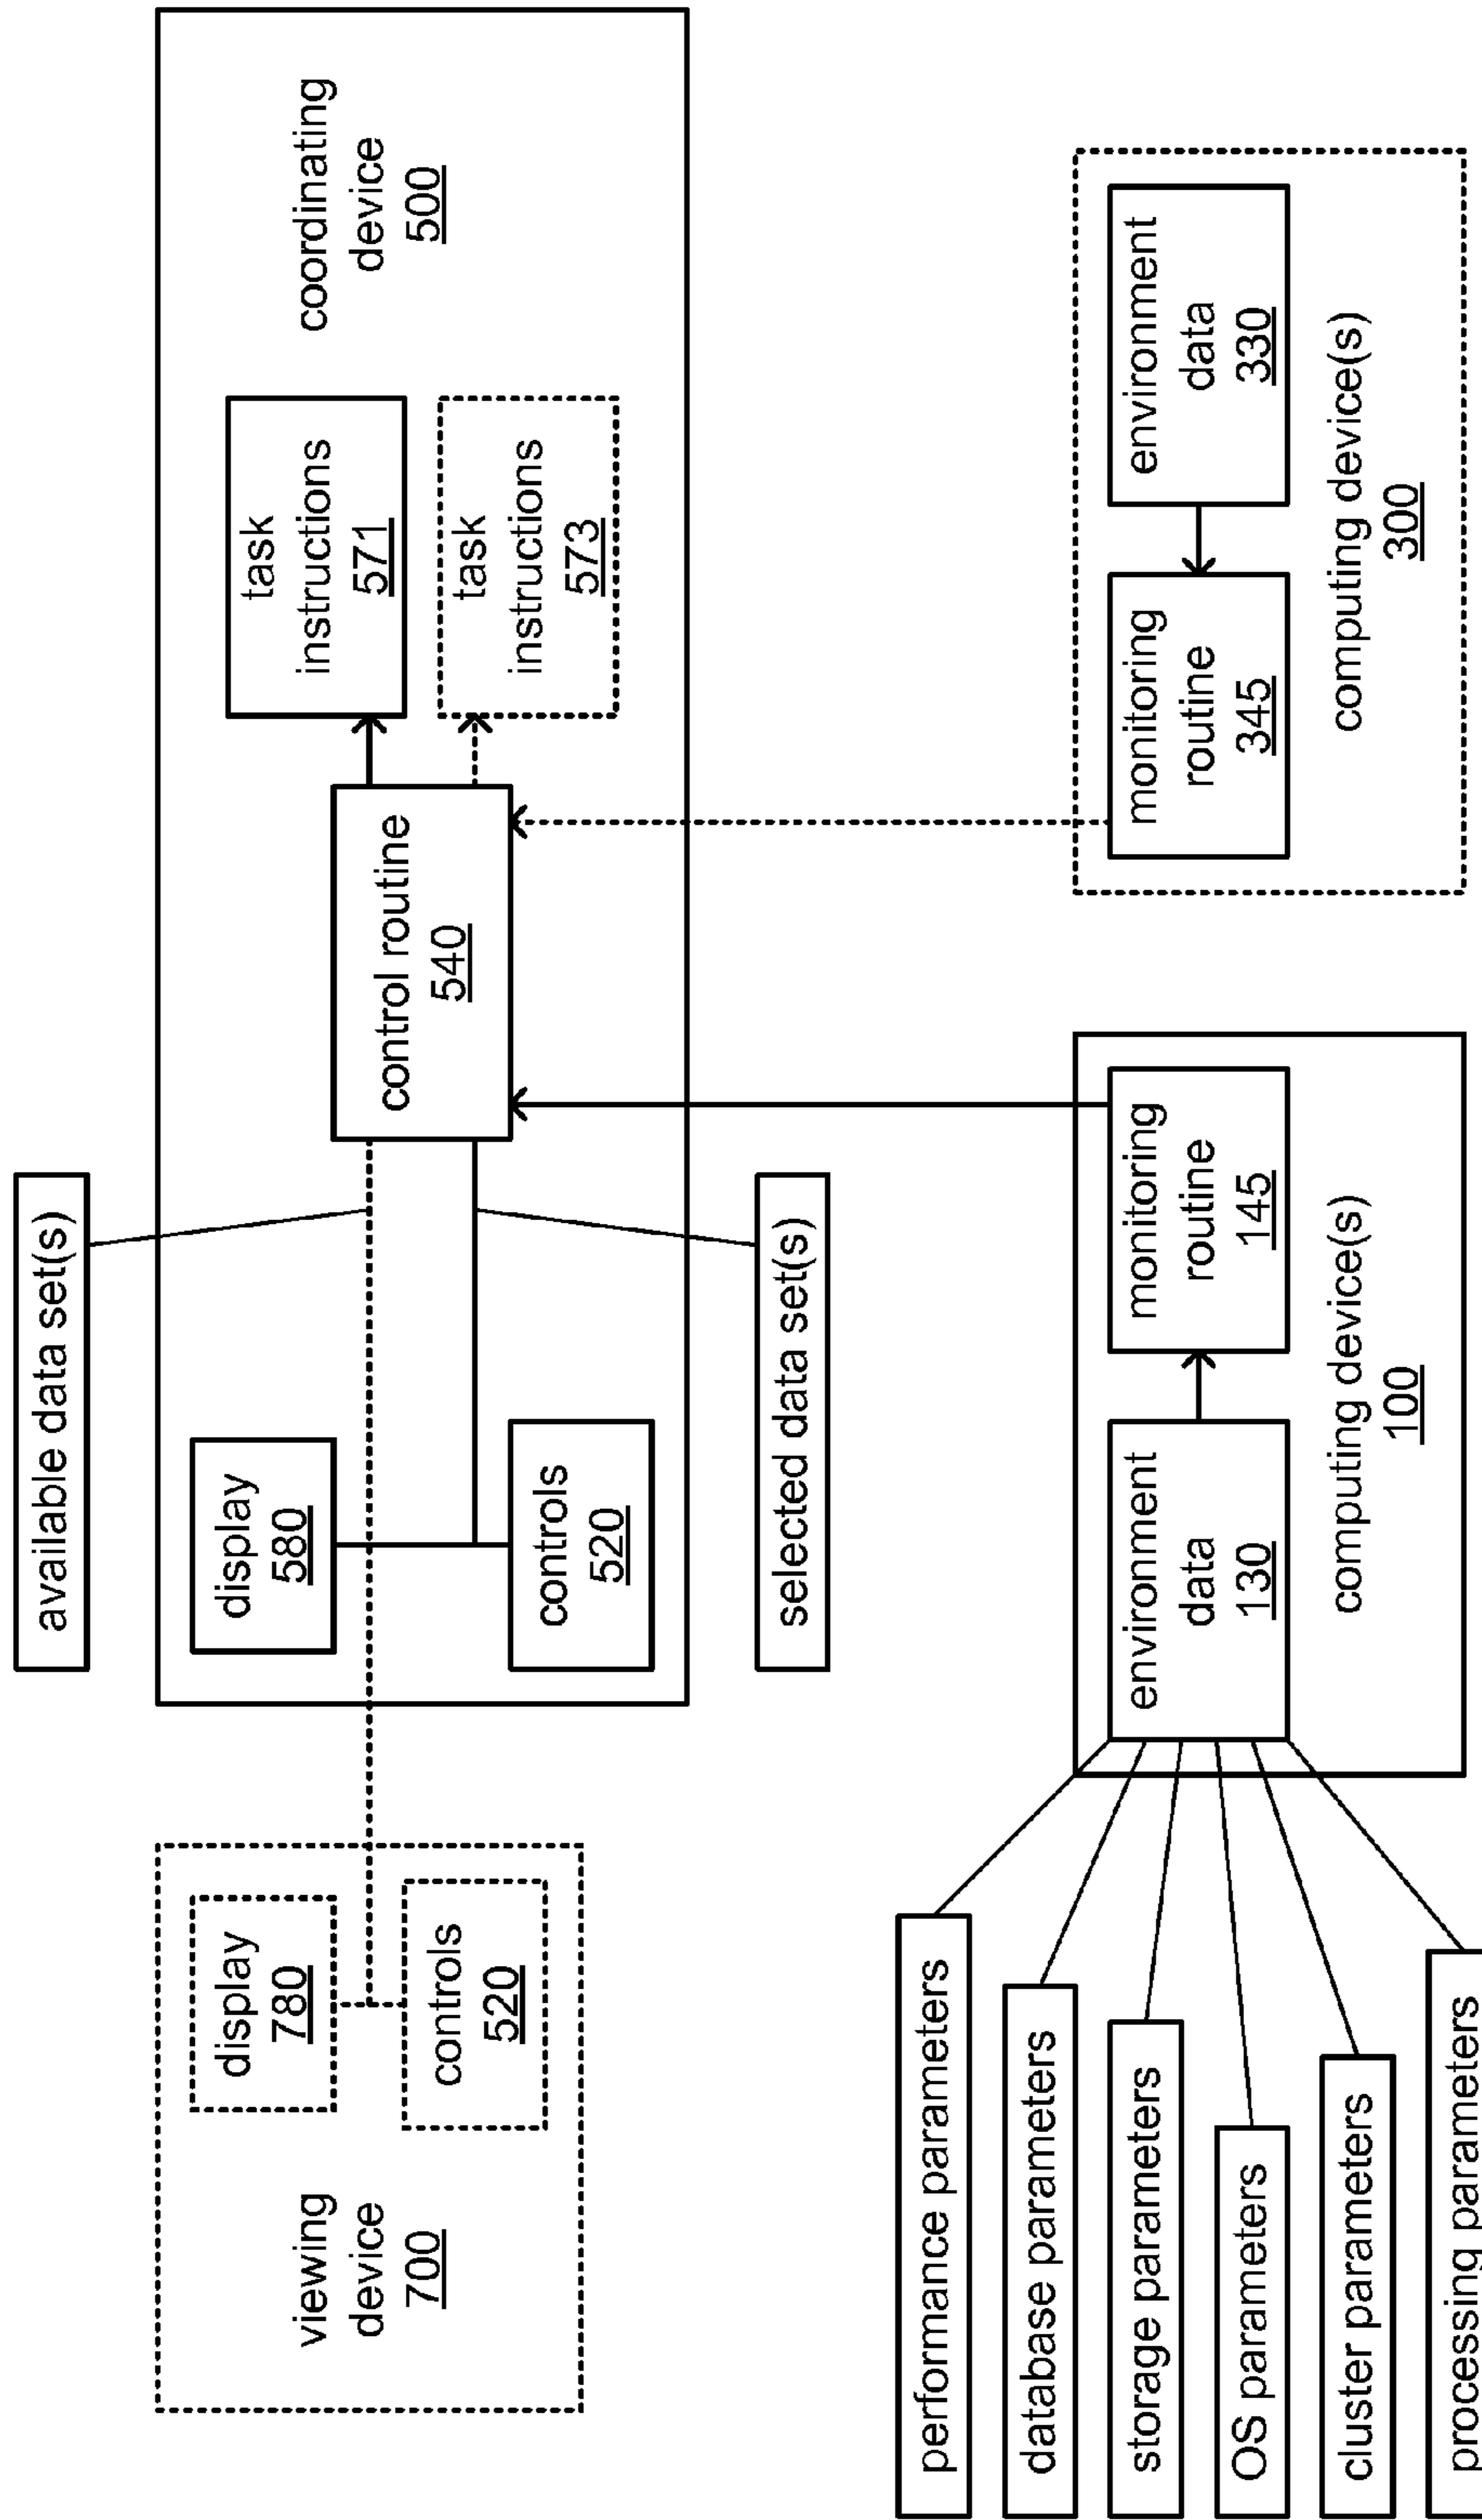 available data set(s)
viewing
device
700
display
780
controls
520
display
580
controls
520
control routine
540
task
instructions
571
task
instructions
573
coordinating
device
500
selected data set(s)
performance parameters
database parameters
storage parameters
OS parameters
cluster parameters
processing parameters
environment
data
130
monitoring
routine
145
computing device(s)
100
monitoring
routine
345
environment
data
330
computing device(s)
300